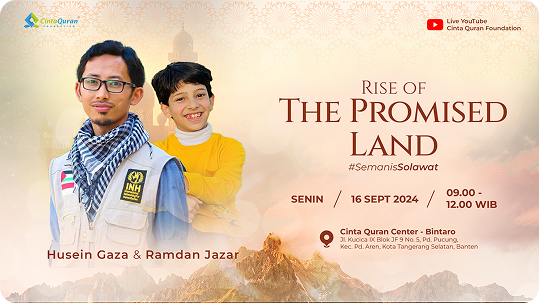 CintaQuran
FOUNDATION
Live YouTube
Cinta Quran Foundation
RISE OF
THE PROMISED
LAND
#SemanisSolawat
SENIN / 16 SEPT 2024 / 09.00 -
12.00 WIB
Cinta Quran Center - Bintaro
Jl. Kucica IX Blok JF 9 No. 5, Pd. Pucung,
Kec. Pd. Aren, Kota Tangerang Selatan, Banten
INH
Husein Gaza & Ramdan Jazar